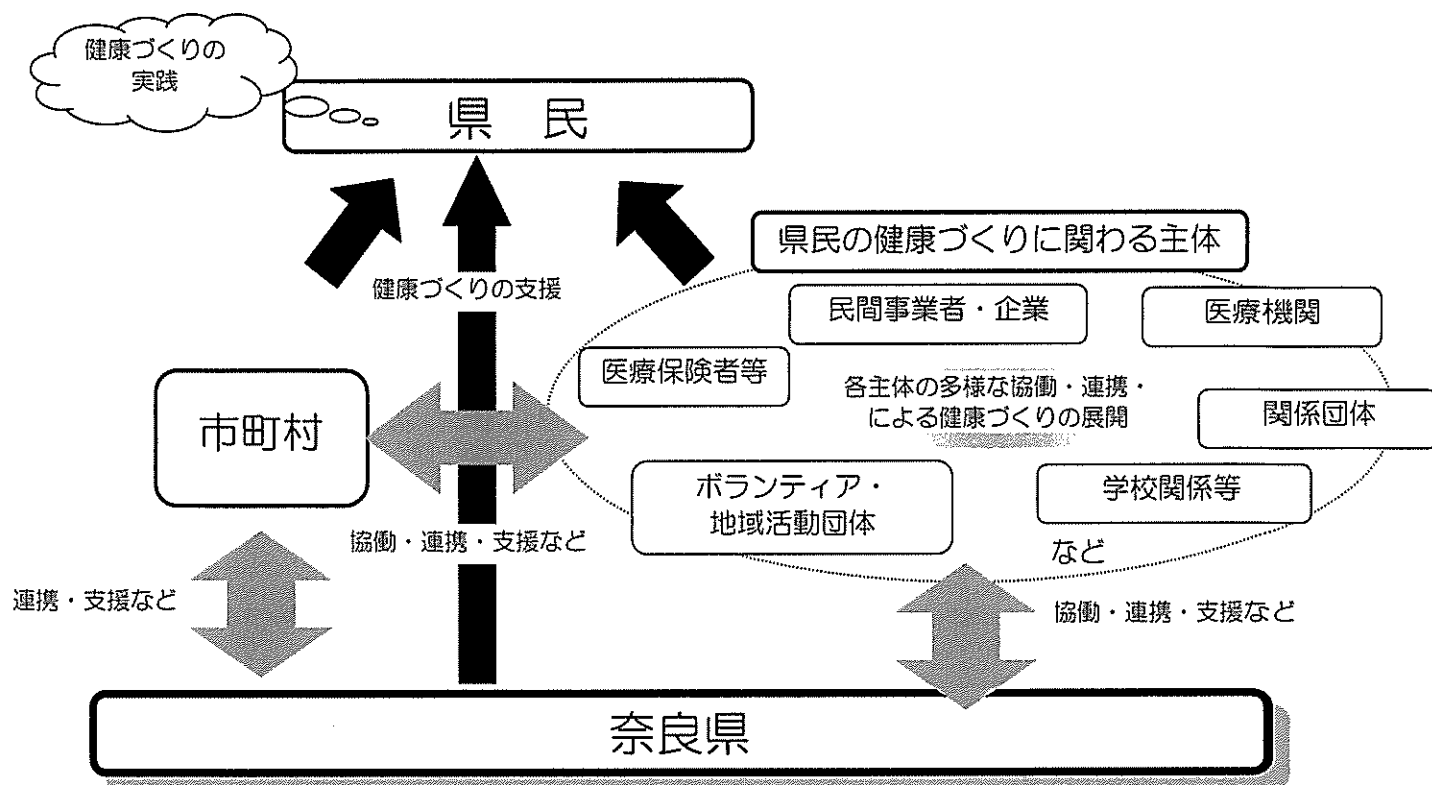 健康づくりの
実践
県 民
健康づくりの支援
県民の健康づくりに関わる主体
民間事業者・企業
医療機関
医療保険者等
各主体の多様な協働・連携・
による健康づくりの展開
関係団体
市町村
ボランティア・
地域活動団体
学校関係等
など
協働・連携・支援など
連携・支援など
協働・連携・支援など
奈良県